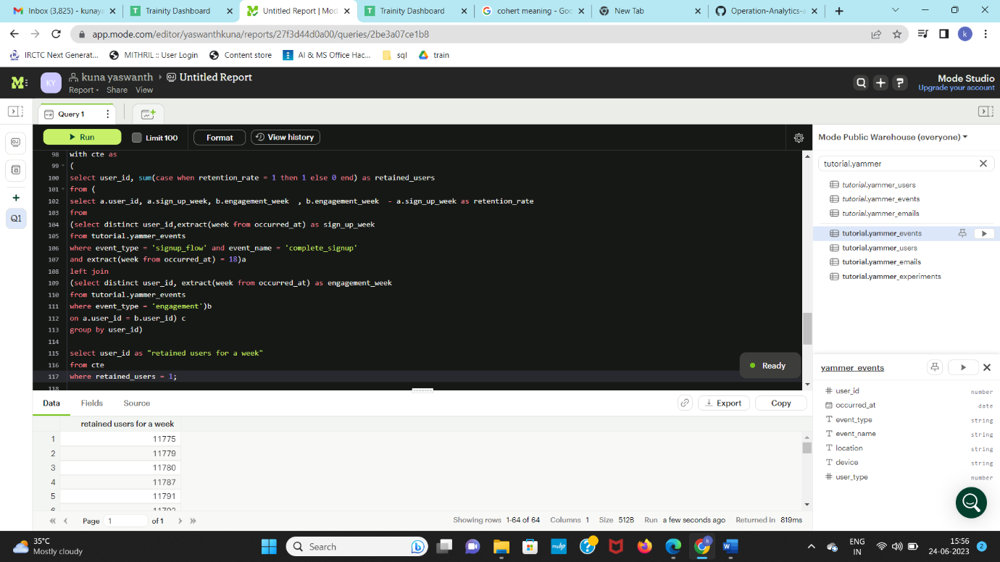 Inbox (3,825) - kunaya
Trainity Dashboard
Untitled Report | Mod
Trainity Dashboard
cohert meaning - Goo
New Tab
Operation-Analytics-a
app.mode.com/editor/yaswanthkuna/reports/27f3d44d0a00/queries/2be3a07ce1b8
k
IRCTC Next Generat...
MITHRIL :: User Login
Content store
AI & MS Office Hac...
sql
train
KY
kuna yaswanth
Untitled Report
Report
Share
View
Mode Studio
Upgrade your account
Query 1
Run
Limit 100
Format
View history
Mode Public Warehouse (everyone)
tutorial.yammer
tutorial.yammer_users
tutorial.yammer_events
tutorial.yammer_emails
tutorial.yammer_events
tutorial.yammer_users
tutorial.yammer_emails
tutorial.yammer_experiments
Q1
98 with cte as
99 (
100 select user_id, sum(case when retention_rate = 1 then 1 else 0 end) as retained_users
101 from (
102 select a.user_id, a.sign_up_week, b.engagement_week , b.engagement_week - a.sign_up_week as retention_rate
103 from
104 (select distinct user_id,extract(week from occurred_at) as sign_up_week
105 from tutorial.yammer_events
106 where event_type = 'signup_flow' and event_name = 'complete_signup'
107 and extract(week from occurred_at) = 18)a
108 left join
109 (select distinct user_id, extract(week from occurred_at) as engagement_week
110 from tutorial.yammer_events
111 where event_type = 'engagement')b
112 on a.user_id = b.user_id) c
113 group by user_id)
114
115 select user_id as "retained users for a week"
116 from cte
117 where retained_users = 1;
118
Ready
yammer_events
user_id number
occurred_at date
event_type string
event_name string
location string
device string
user_type number
Data
Fields
Source
Export
Copy
retained users for a week
1 11775
2 11779
3 11780
4 11787
5 11791
6 11793
Page 1 of 1
Showing rows 1-64 of 64
Columns 1
Size 512B
Run a few seconds ago
Returned in 819ms
35°C
Mostly cloudy
Search
ENG
IN
15:56
24-06-2023
2